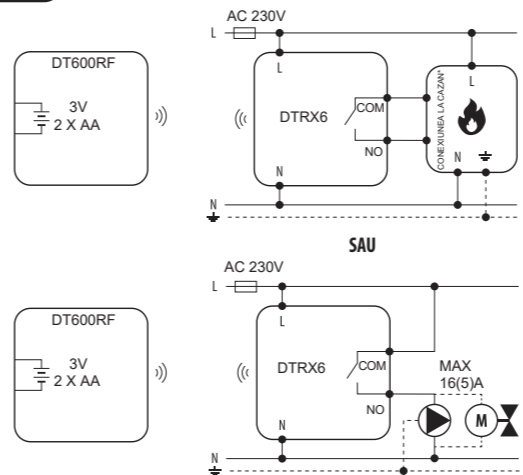 AC 230V
L
DT600RF
3V
2 X AA
L
DTRX6
COM
NO
N
CONEXIUNEA LA CAZAN*
L
N
N
SAU
AC 230V
L
DT600RF
3V
2 X AA
L
DTRX6
COM
NO
N
MAX
16(5)A
M
N